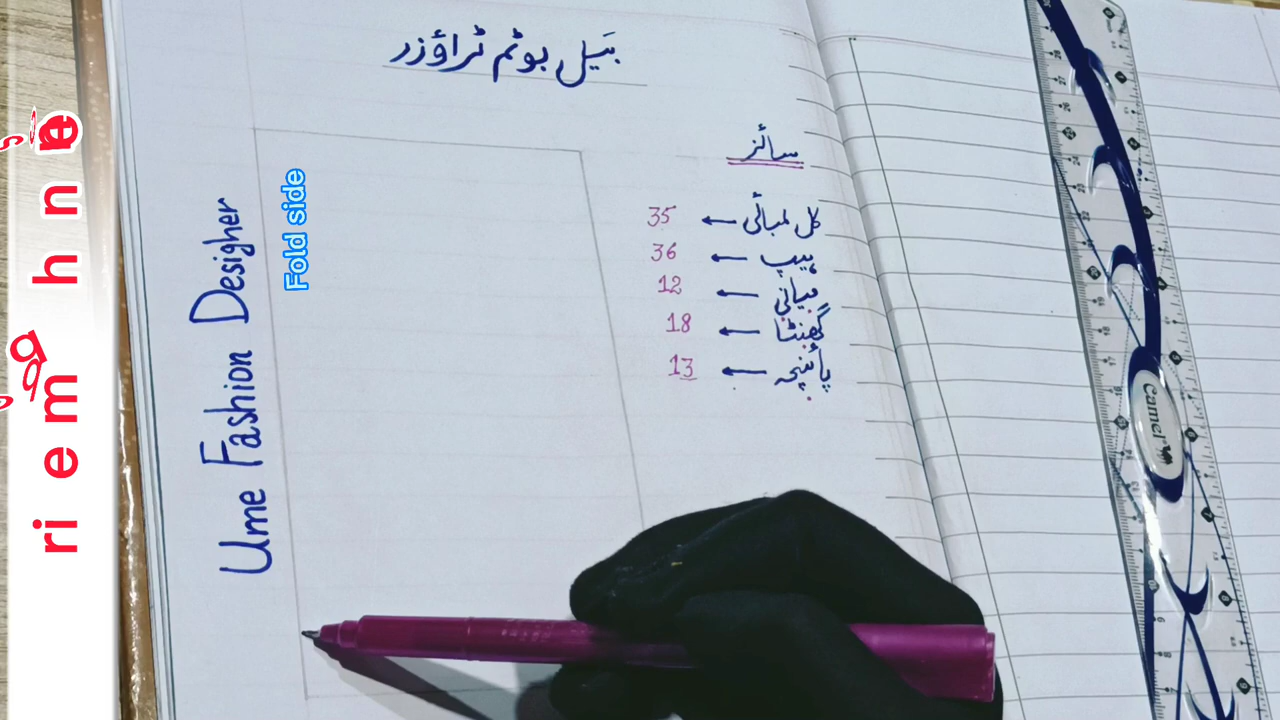 بَیل بوٹم ٹراؤزر
سائز
کل لمبائی ← 35
ہیپ ← 36
میانی ← 12
گھٹنا ← 18
پائنچہ ← 13
Fold side
Ume Fashion Desigher
camel